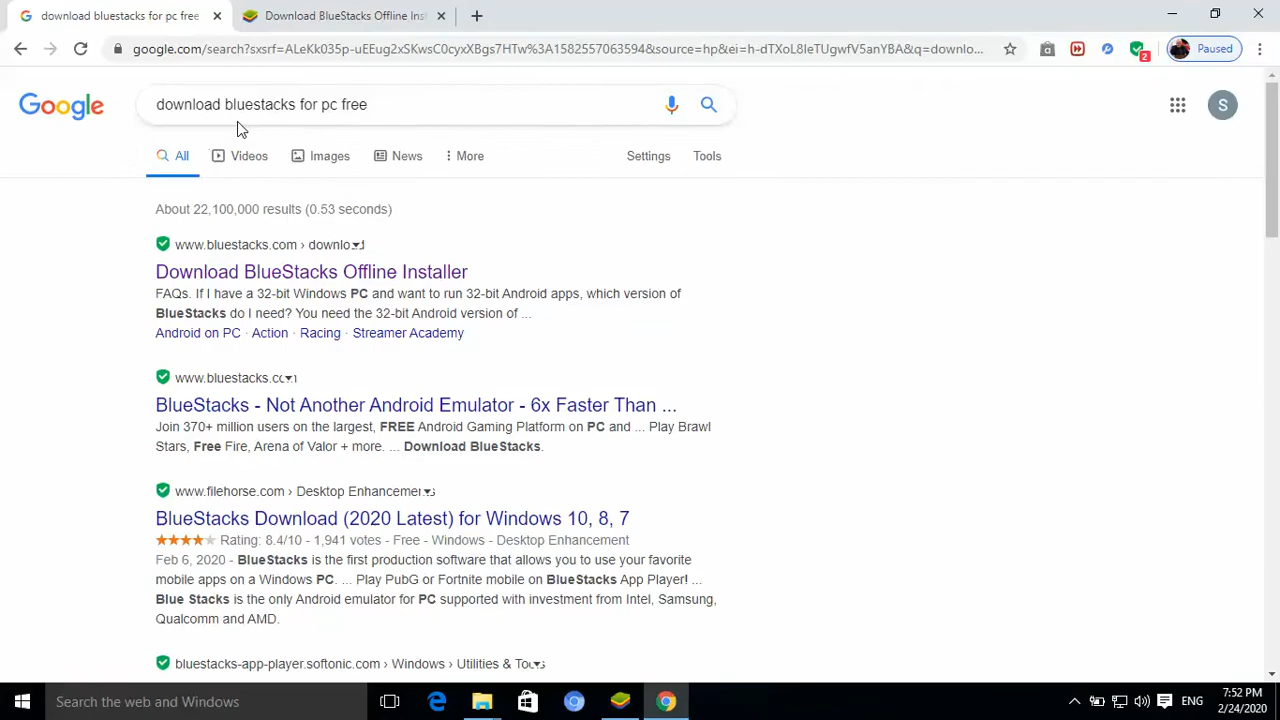 download bluestacks for pc free
Download BlueStacks Offline Inst
google.com/search?sxsrf=ALeKk035p-uEEug2xSKwsC0cyxXBgs7HTw%3A1582557063594&source=hp&ei=h-dTXoL8IeTUgwfV5anYBA&q=downlo...
2
Paused
Google
download bluestacks for pc free
S
All
Videos
Images
News
More
Settings
Tools
About 22,100,000 results (0.53 seconds)
www.bluestacks.com › downlo
Download BlueStacks Offline Installer
FAQs. If I have a 32-bit Windows PC and want to run 32-bit Android apps, which version of
BlueStacks do I need? You need the 32-bit Android version of ...
Android on PC · Action · Racing · Streamer Academy
www.bluestacks.com
BlueStacks - Not Another Android Emulator - 6x Faster Than ...
Join 370+ million users on the largest, FREE Android Gaming Platform on PC and ... Play Brawl
Stars, Free Fire, Arena of Valor + more. ... Download BlueStacks.
www.filehorse.com › Desktop Enhancemen
BlueStacks Download (2020 Latest) for Windows 10, 8, 7
Rating: 8.4/10 - 1,941 votes - Free - Windows - Desktop Enhancement
Feb 6, 2020 - BlueStacks is the first production software that allows you to use your favorite
mobile apps on a Windows PC. ... Play PubG or Fortnite mobile on BlueStacks App Player! ...
Blue Stacks is the only Android emulator for PC supported with investment from Intel, Samsung,
Qualcomm and AMD.
bluestacks-app-player.softonic.com › Windows › Utilities & To
Search the web and Windows
ENG
7:52 PM
2/24/2020